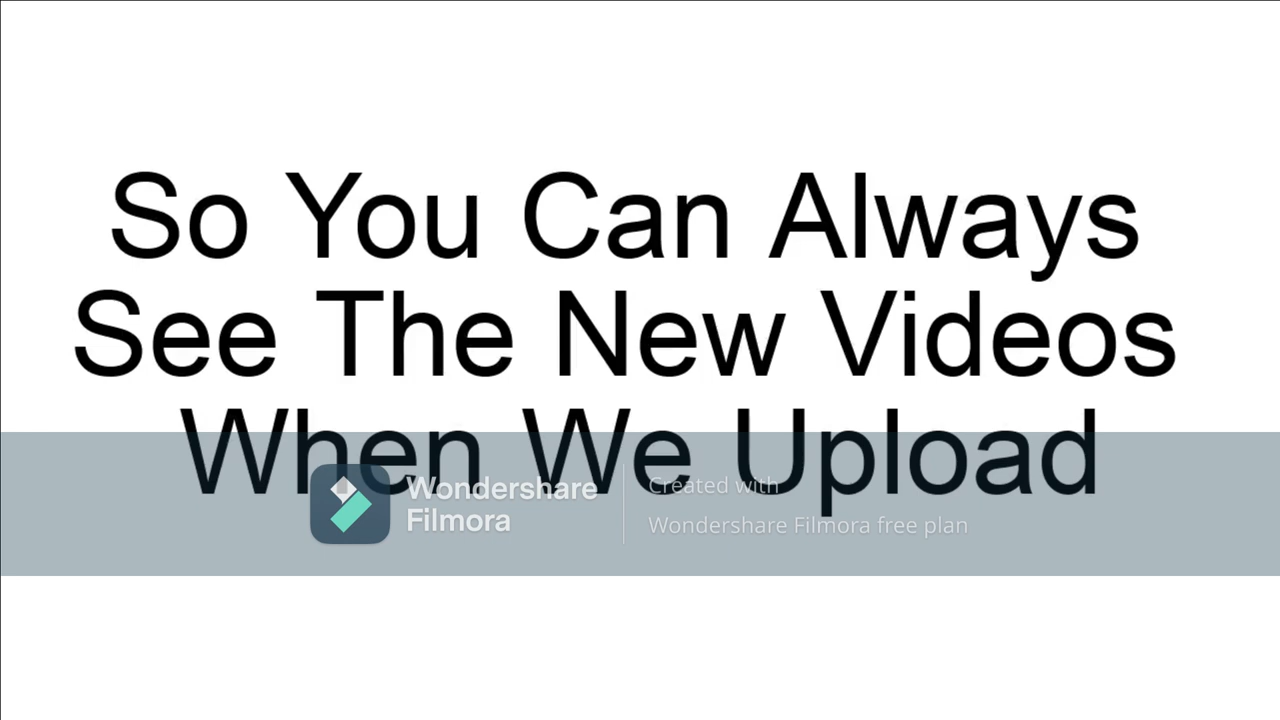 So You Can Always
See The New Videos
When We Upload
Wondershare
Filmora
Created with
Wondershare Filmora free plan